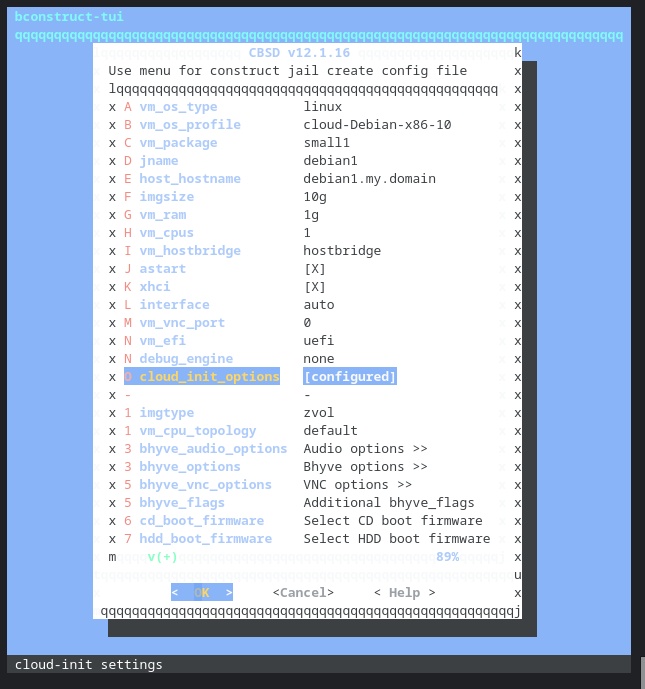 bconstruct-tui
qqqqqqqqqqqqqqqqqqqqqqqqqqqqqqqqqqqqqqqqqqqqqqqqqqqqqqqqqqqqqqqqqqqqqqqqqqqqqq
CBSD v12.1.16 k
Use menu for construct jail create config file x
lqqqqqqqqqqqqqqqqqqqqqqqqqqqqqqqqqqqqqqqqqqqqqqqqq x
x A vm_os_type linux x
x B vm_os_profile cloud-Debian-x86-10 x
x C vm_package small1 x
x D jname debian1 x
x E host_hostname debian1.my.domain x
x F imgsize 10g x
x G vm_ram 1g x
x H vm_cpus 1 x
x I vm_hostbridge hostbridge x
x J astart [X] x
x K xhci [X] x
x L interface auto x
x M vm_vnc_port 0 x
x N vm_efi uefi x
x N debug_engine none x
x O cloud_init_options [configured] x
x - - x
x 1 imgtype zvol x
x 1 vm_cpu_topology default x
x 3 bhyve_audio_options Audio options >> x
x 3 bhyve_options Bhyve options >> x
x 5 bhyve_vnc_options VNC options >> x
x 5 bhyve_flags Additional bhyve_flags x
x 6 cd_boot_firmware Select CD boot firmware x
x 7 hdd_boot_firmware Select HDD boot firmware x
m v(+) 89% x
u
< OK > <Cancel> < Help > x
qqqqqqqqqqqqqqqqqqqqqqqqqqqqqqqqqqqqqqqqqqqqqqqqqqqqqj
cloud-init settings